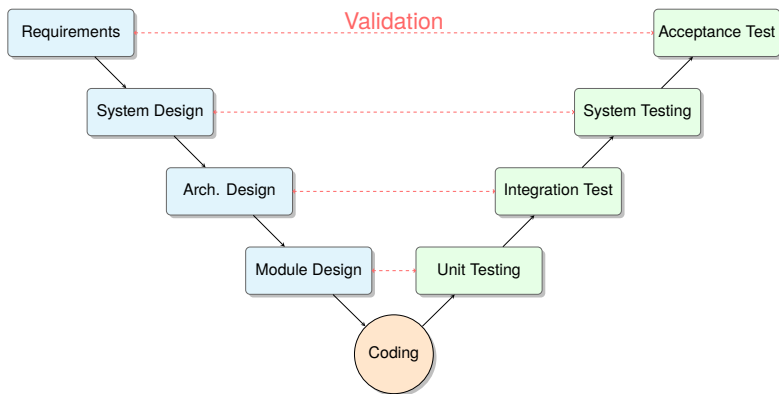 Validation
Requirements
Acceptance Test
System Design
System Testing
Arch. Design
Integration Test
Module Design
Unit Testing
Coding